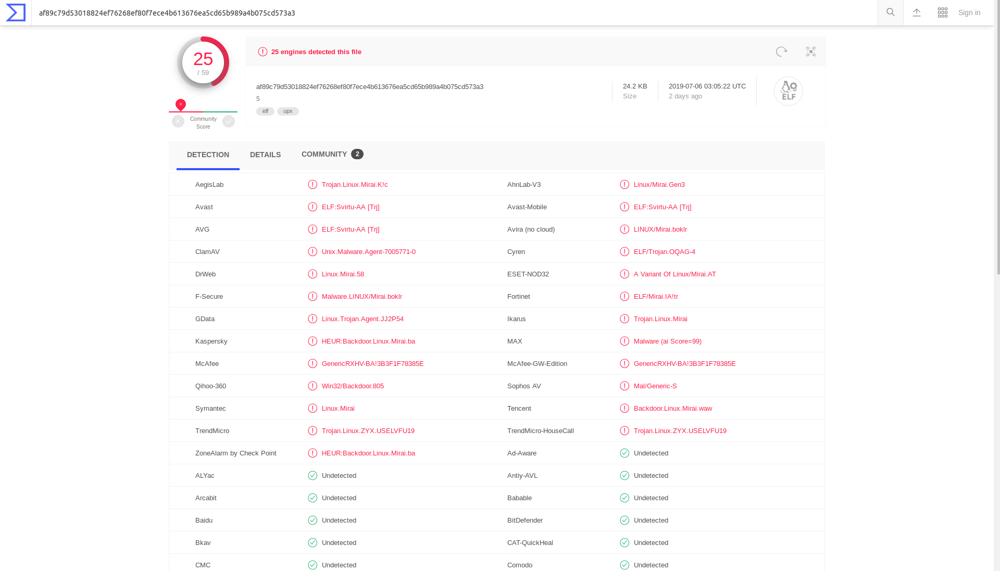 af89c79d53018824ef76268ef80f7ece4b613676ea5cd65b989a4b075cd573a3
Sign in
25
/ 59
Community
Score
25 engines detected this file
af89c79d53018824ef76268ef80f7ece4b613676ea5cd65b989a4b075cd573a3
5
elf upx
24.2 KB
Size
2019-07-06 03:05:22 UTC
2 days ago
ELF
DETECTION DETAILS COMMUNITY 2
AegisLab Trojan.Linux.Mirai.K!c AhnLab-V3 Linux/Mirai.Gen3
Avast ELF:Svirtu-AA [Trj] Avast-Mobile ELF:Svirtu-AA [Trj]
AVG ELF:Svirtu-AA [Trj] Avira (no cloud) LINUX/Mirai.boklr
ClamAV Unix.Malware.Agent-7005771-0 Cyren ELF/Trojan.OQAG-4
DrWeb Linux.Mirai.58 ESET-NOD32 A Variant Of Linux/Mirai.AT
F-Secure Malware.LINUX/Mirai.boklr Fortinet ELF/Mirai.IA!tr
GData Linux.Trojan.Agent.JJ2P54 Ikarus Trojan.Linux.Mirai
Kaspersky HEUR:Backdoor.Linux.Mirai.ba MAX Malware (ai Score=99)
McAfee GenericRXHV-BA!3B3F1F78385E McAfee-GW-Edition GenericRXHV-BA!3B3F1F78385E
Qihoo-360 Win32/Backdoor.805 Sophos AV Mal/Generic-S
Symantec Linux.Mirai Tencent Backdoor.Linux.Mirai.waw
TrendMicro Trojan.Linux.ZYX.USELVFU19 TrendMicro-HouseCall Trojan.Linux.ZYX.USELVFU19
ZoneAlarm by Check Point HEUR:Backdoor.Linux.Mirai.ba Ad-Aware Undetected
ALYac Undetected Antiy-AVL Undetected
Arcabit Undetected Babable Undetected
Baidu Undetected BitDefender Undetected
Bkav Undetected CAT-QuickHeal Undetected
CMC Undetected Comodo Undetected